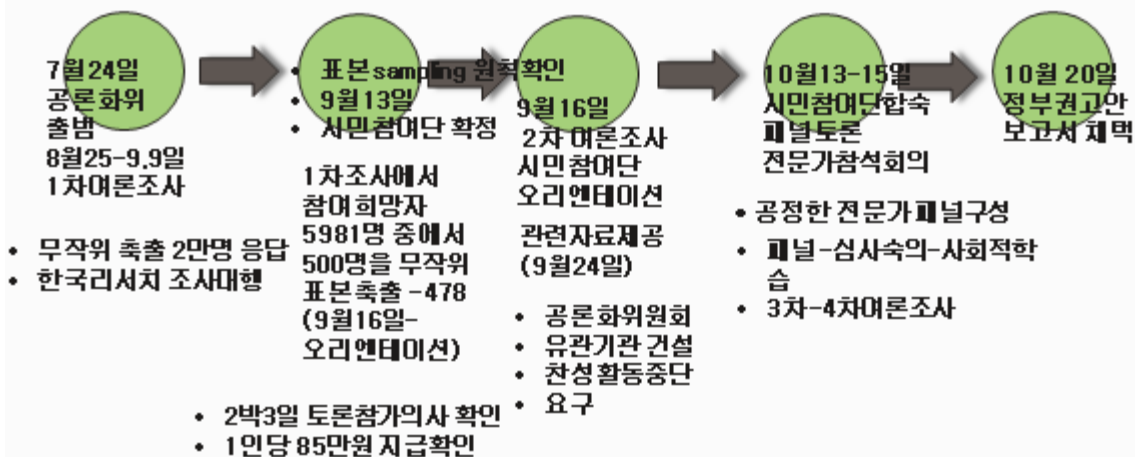 7월24일
공론화위
출범
8월25-9.9일
1차여론조사
• 무작위 축출 2만명 응답
• 한국리서치 조사대행
• 표본sampling 원칙확인
• 9월13일
• 시민참여단 확정
1차조사에서
참여희망자
5981명 중에서
500명을 무작위
표본축출 -478
(9월16일-
오리엔테이션)
• 2박3일 토론참가의사 확인
• 1인당 85만원 지급확인
9월16일
2차 여론조사
시민참여단
오리엔테이션
관련자료제공
(9월24일)
• 공론화위원회
• 유관기관 건설
• 찬성활동중단
• 요구
10월13-15일
시민참여단합숙
패널토론
전문가참석회의
• 공정한 전문가패널구성
• 패널-심사숙의-사회적학
습
• 3차-4차여론조사
10월 20일
정부권고안
보고서 채택